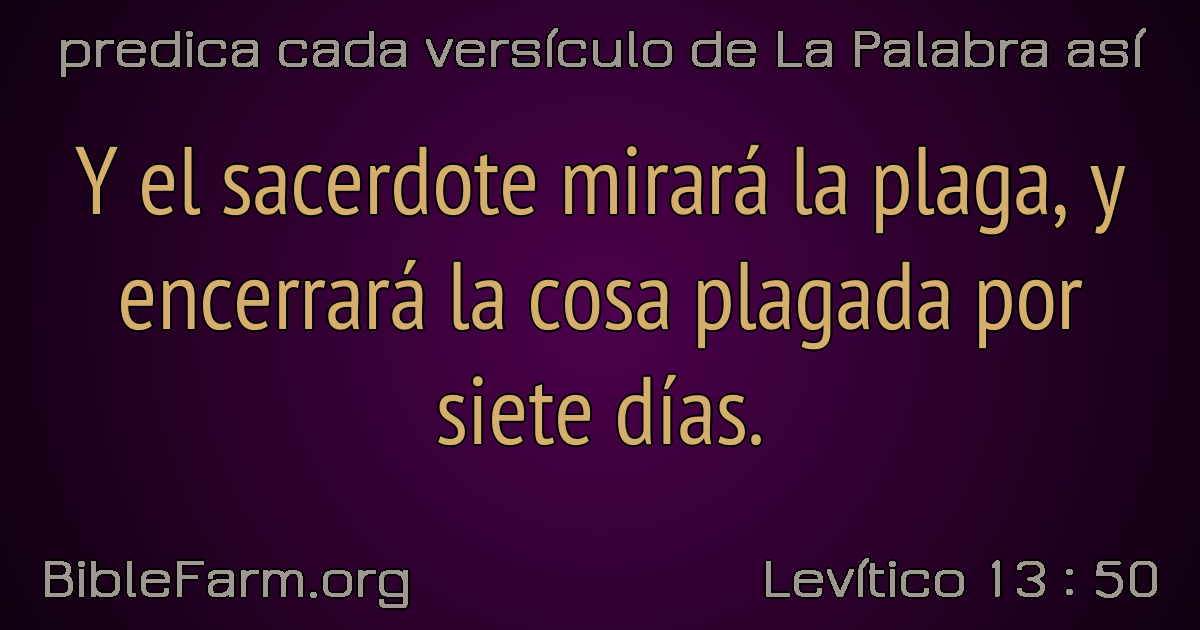 predica cada versículo de La Palabra así
Y el sacerdote mirará la plaga, y
encerrará la cosa plagada por
siete días.
BibleFarm.org
Levítico 13 : 50